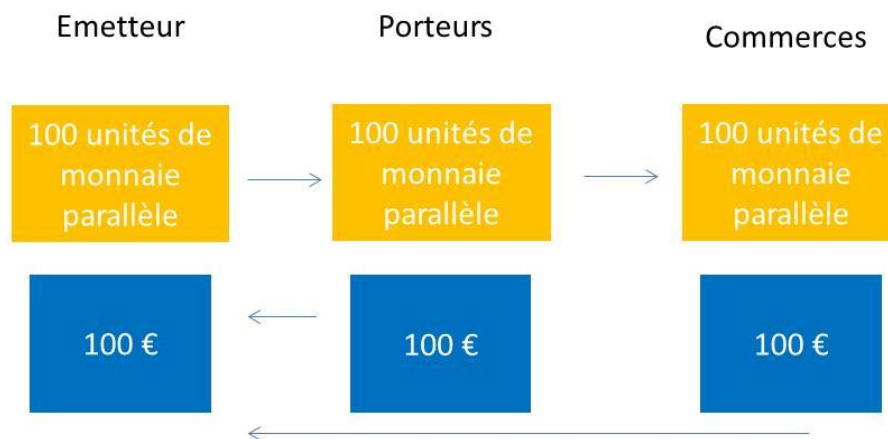 Emetteur
Porteurs
Commerces
100 unités de
monnaie
parallèle
100 unités de
monnaie
parallèle
100 unités de
monnaie
parallèle
100 €
100 €
100 €